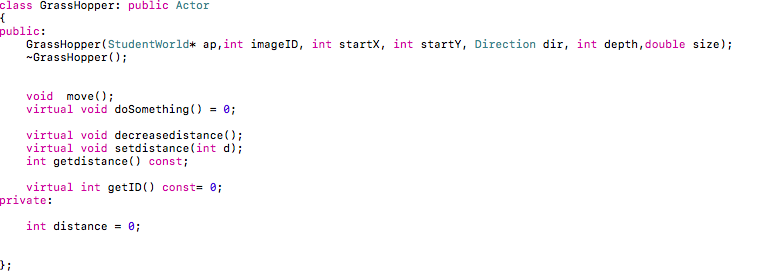 class GrassHopper: public Actor
{
public:
    GrassHopper(StudentWorld* ap,int imageID, int startX, int startY, Direction dir, int depth,double size);
    ~GrassHopper();
    void  move();
    virtual void doSomething() = 0;
    virtual void decreasedistance();
    virtual void setdistance(int d);
    int getdistance() const;
    virtual int getID() const= 0;
private:
    int distance = 0;
};